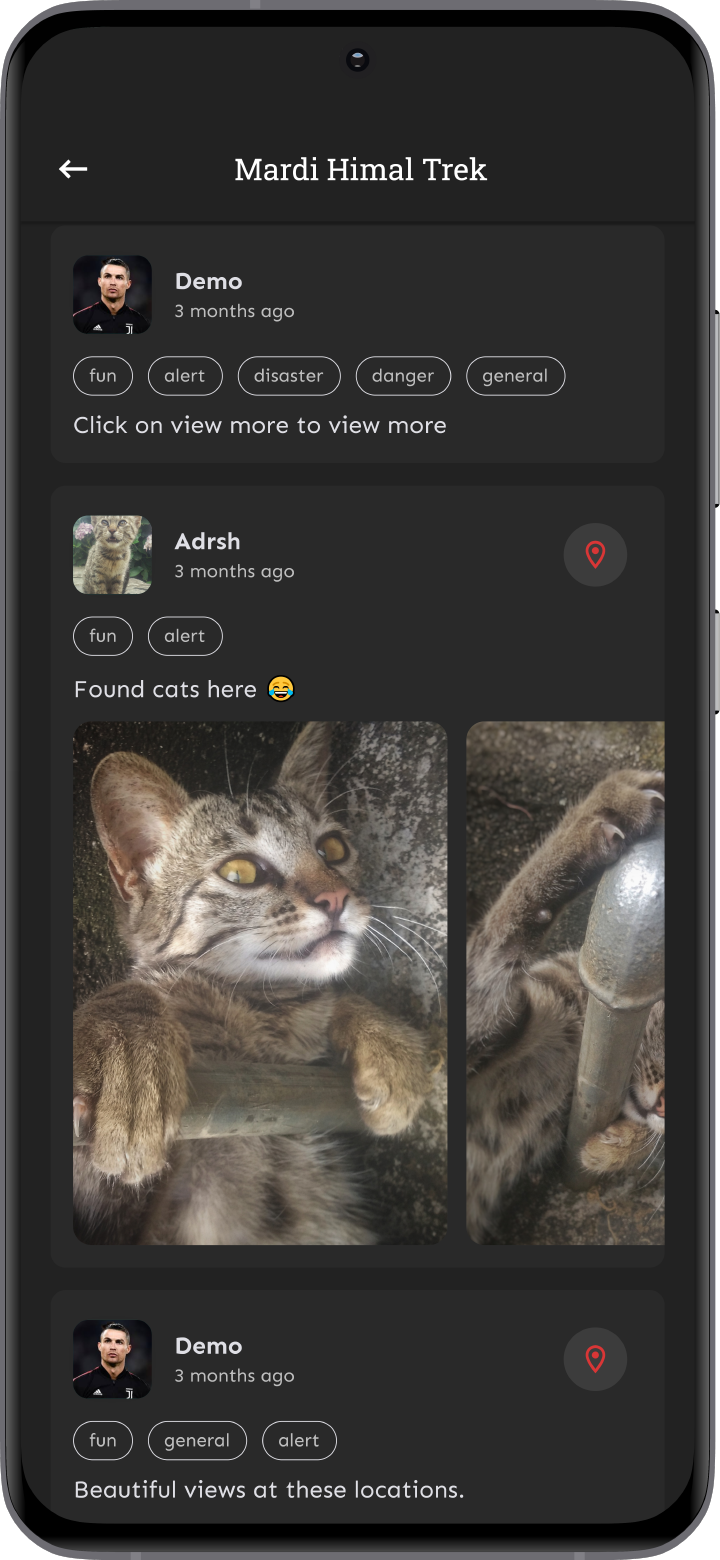 Mardi Himal Trek
Demo
3 months ago
fun alert disaster danger general
Click on view more to view more
Adrsh
3 months ago
fun alert
Found cats here 😂
Demo
3 months ago
fun general alert
Beautiful views at these locations.